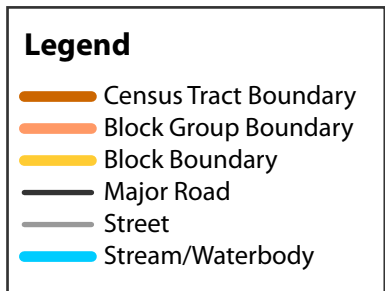 Legend
Census Tract Boundary
Block Group Boundary
Block Boundary
Major Road
Street
Stream/Waterbody